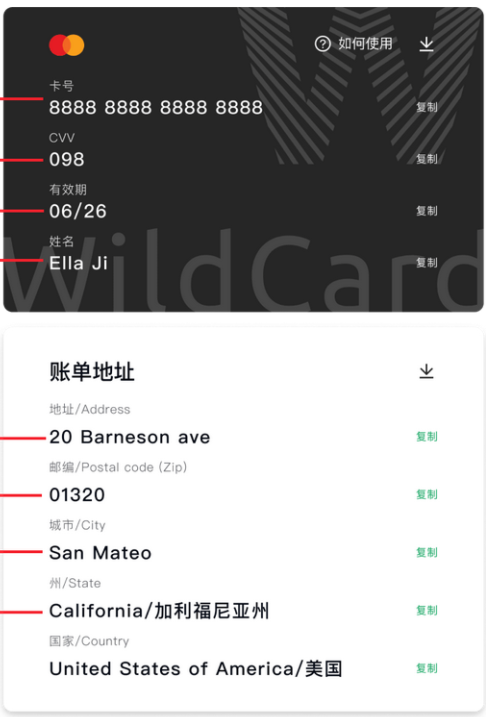 如何使用
卡号
8888 8888 8888 8888 复制
CVV
098 复制
有效期
06/26 复制
姓名
Ella Ji 复制
WildCard
账单地址
地址/Address
20 Barneson ave 复制
邮编/Postal code (Zip)
01320 复制
城市/City
San Mateo 复制
州/State
California/加利福尼亚州 复制
国家/Country
United States of America/美国 复制